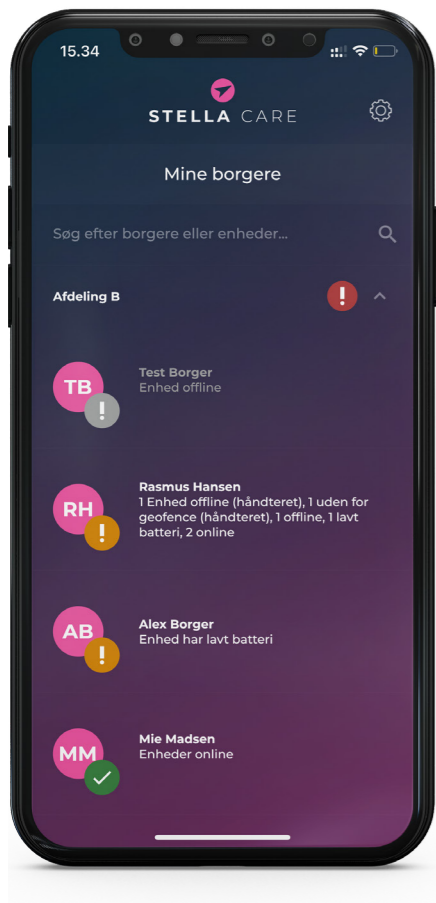 15.34
STELLA CARE
Mine borgere
Søg efter borgere eller enheder...
Afdeling B
TB
Test Borger
Enhed offline
RH
Rasmus Hansen
1 Enhed offline (håndteret), 1 uden for
geofence (håndteret), 1 offline, 1 lavt
batteri, 2 online
AB
Alex Borger
Enhed har lavt batteri
MM
Mie Madsen
Enheder online